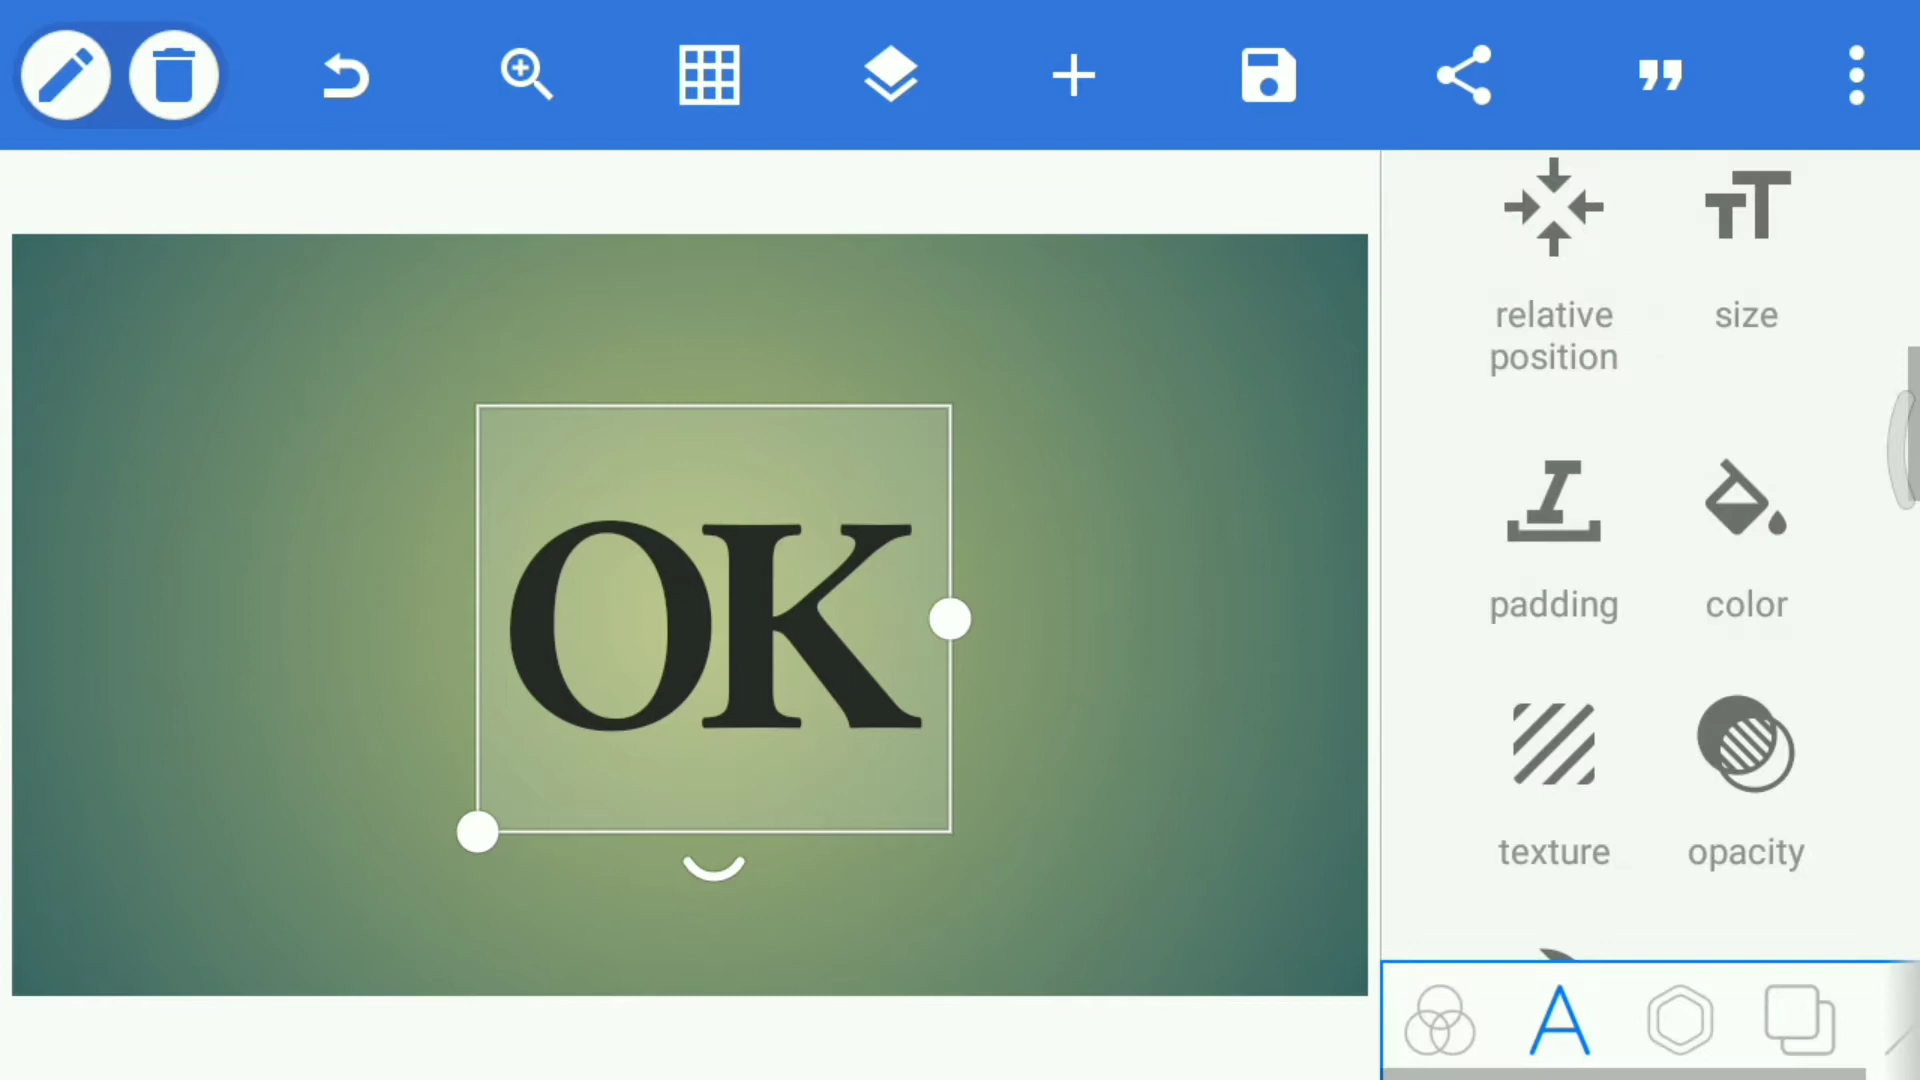 relative
position
size
OK
padding
color
texture
opacity